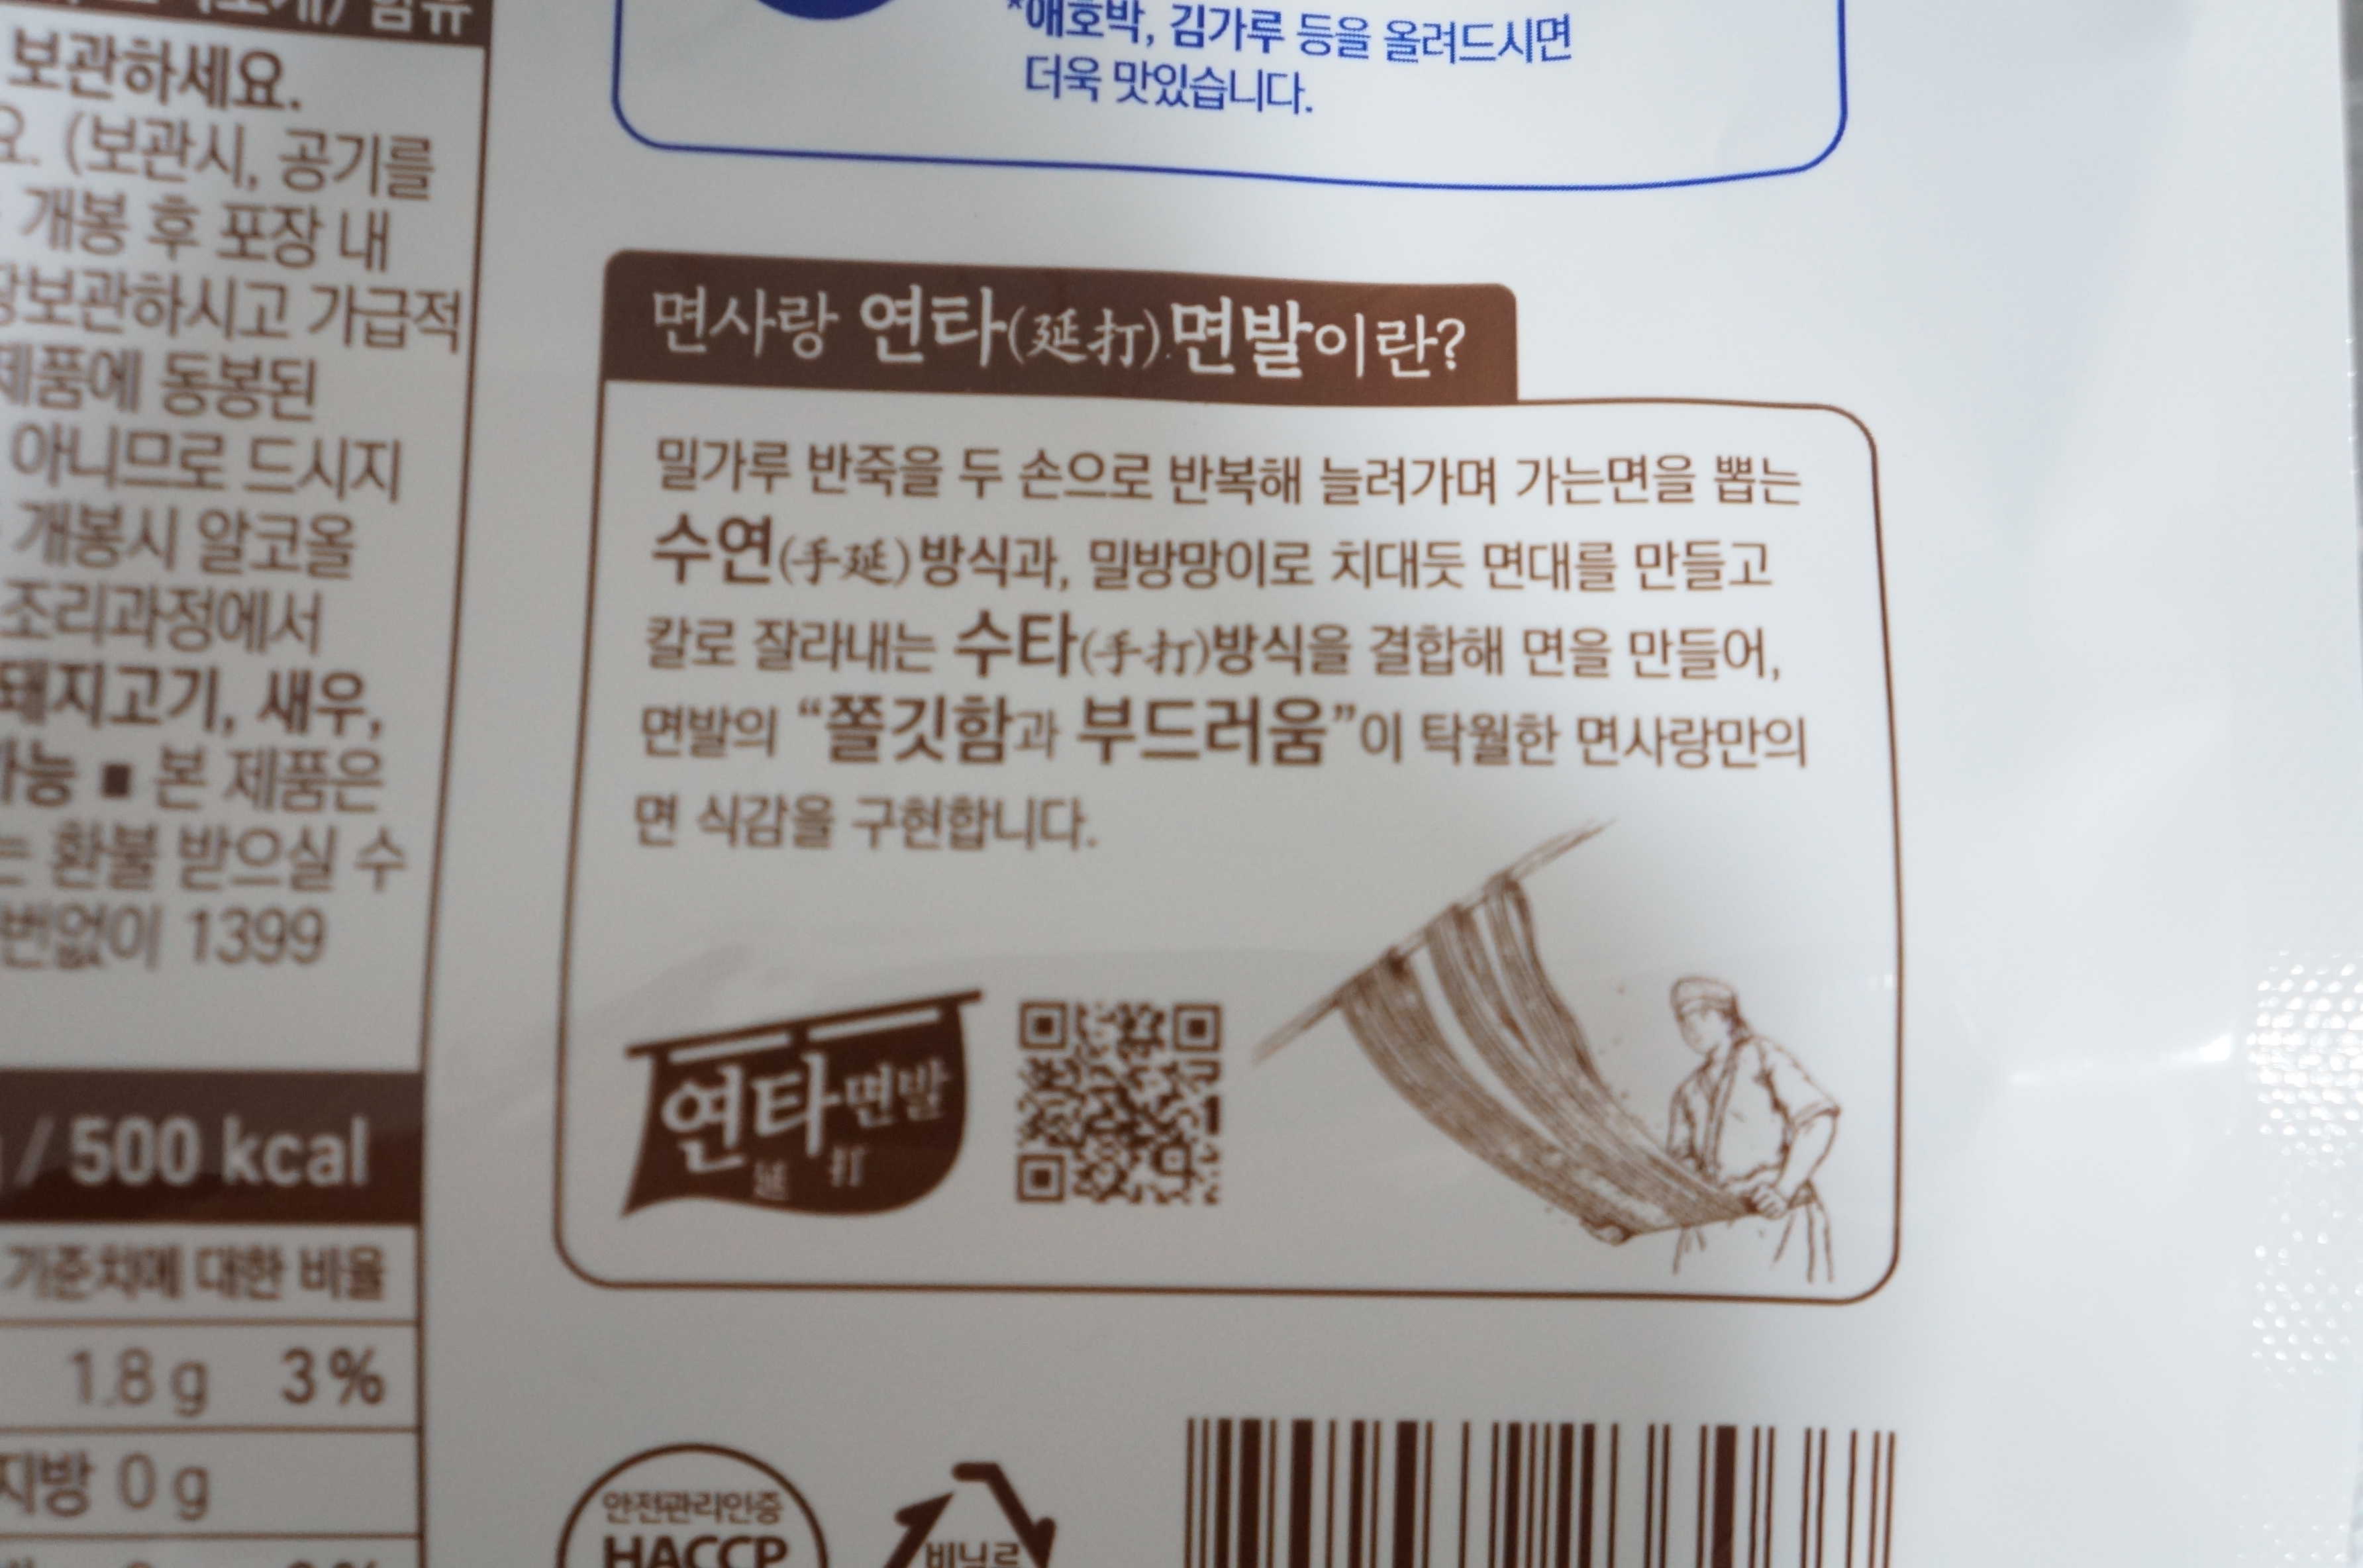 함유
보관하세요.
요. (보관시, 공기를
개봉 후 포장 내
당보관하시고 가급적
제품에 동봉된
아니므로 드시지
개봉시 알코올
조리과정에서
돼지고기, 새우,
가능 ■ 본 제품은
는 환불 받으실 수
번없이 1399
/ 500 kcal
기준치에 대한 비율
1.8 g 3 %
지방 0 g
*애호박, 김가루 등을 올려드시면
더욱 맛있습니다.
면사랑 연타(延打) 면발이란?
밀가루 반죽을 두 손으로 반복해 늘려가며 가는면을 뽑는
수연(手延) 방식과, 밀방망이로 치대듯 면대를 만들고
칼로 잘라내는 수타(手打)방식을 결합해 면을 만들어,
면발의 “쫄깃함과 부드러움”이 탁월한 면사랑만의
면 식감을 구현합니다.
연타면발
延 打
안전관리인증
HACCP
비닐류